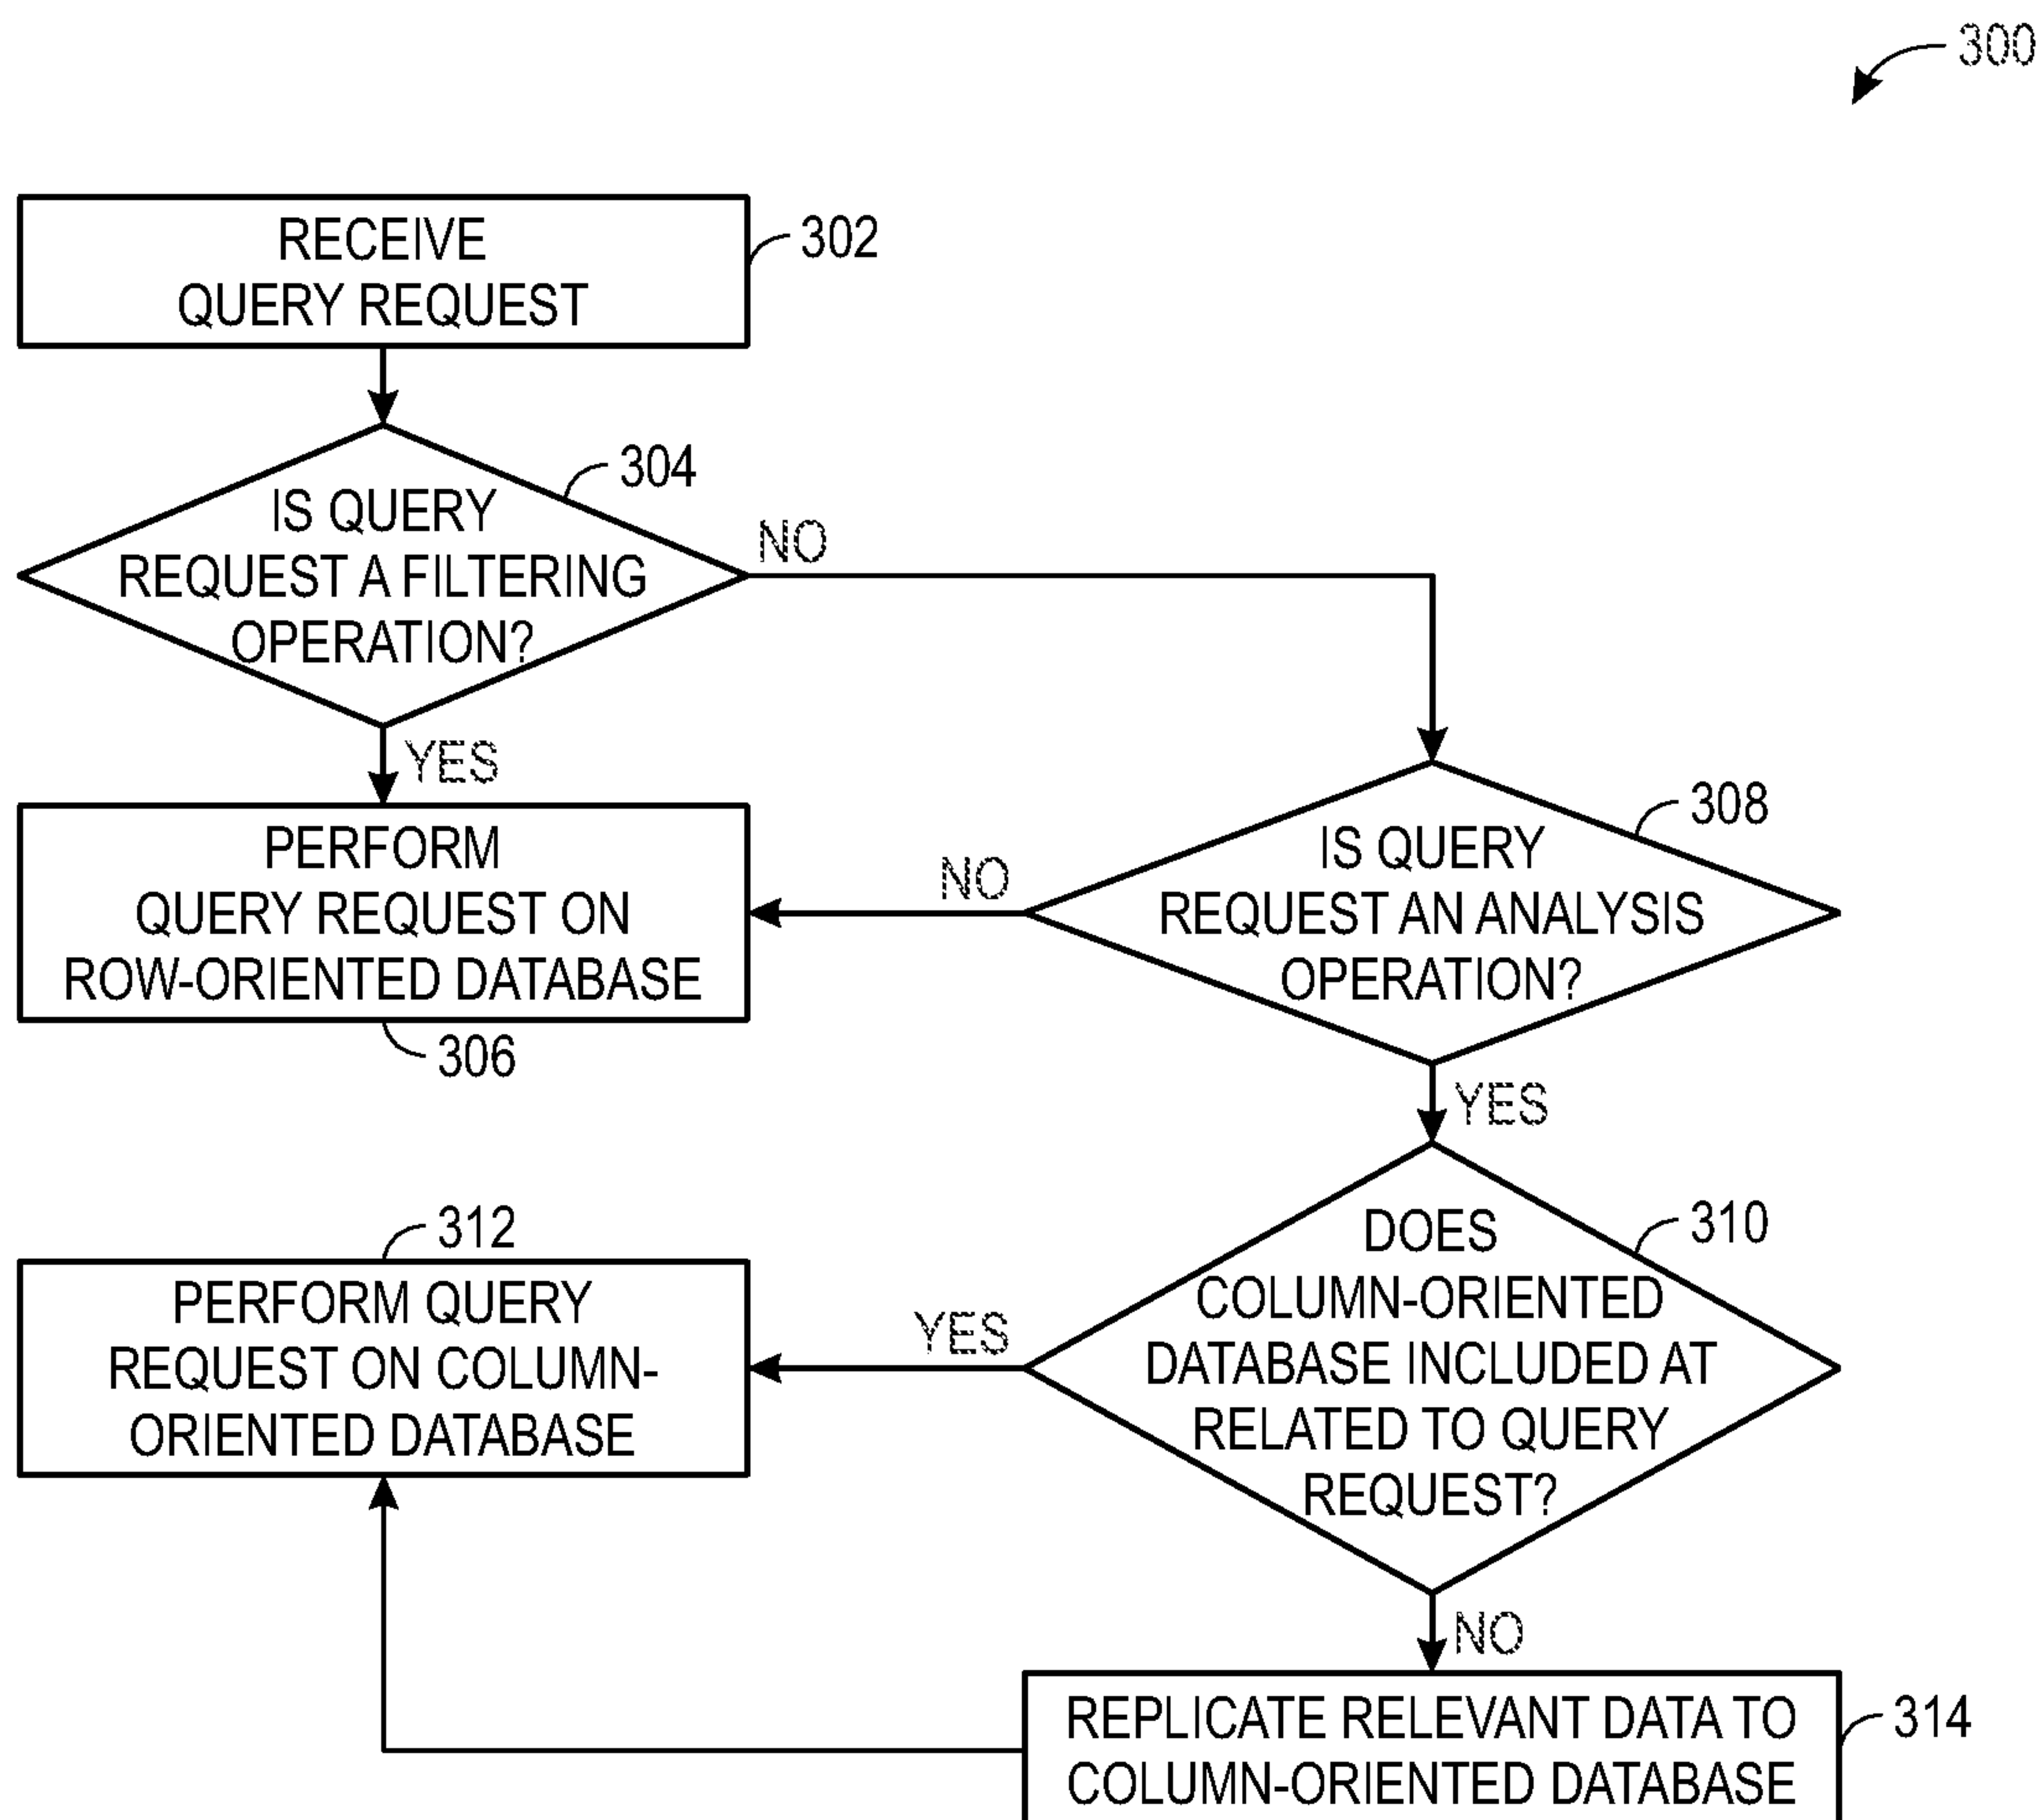 300
RECEIVE
QUERY REQUEST
302
304
IS QUERY
REQUEST A FILTERING
OPERATION?
NO
YES
PERFORM
QUERY REQUEST ON
ROW-ORIENTED DATABASE
306
308
IS QUERY
REQUEST AN ANALYSIS
OPERATION?
NO
YES
310
DOES
COLUMN-ORIENTED
DATABASE INCLUDED AT
RELATED TO QUERY
REQUEST?
YES
312
PERFORM QUERY
REQUEST ON COLUMN-
ORIENTED DATABASE
NO
REPLICATE RELEVANT DATA TO
COLUMN-ORIENTED DATABASE
314